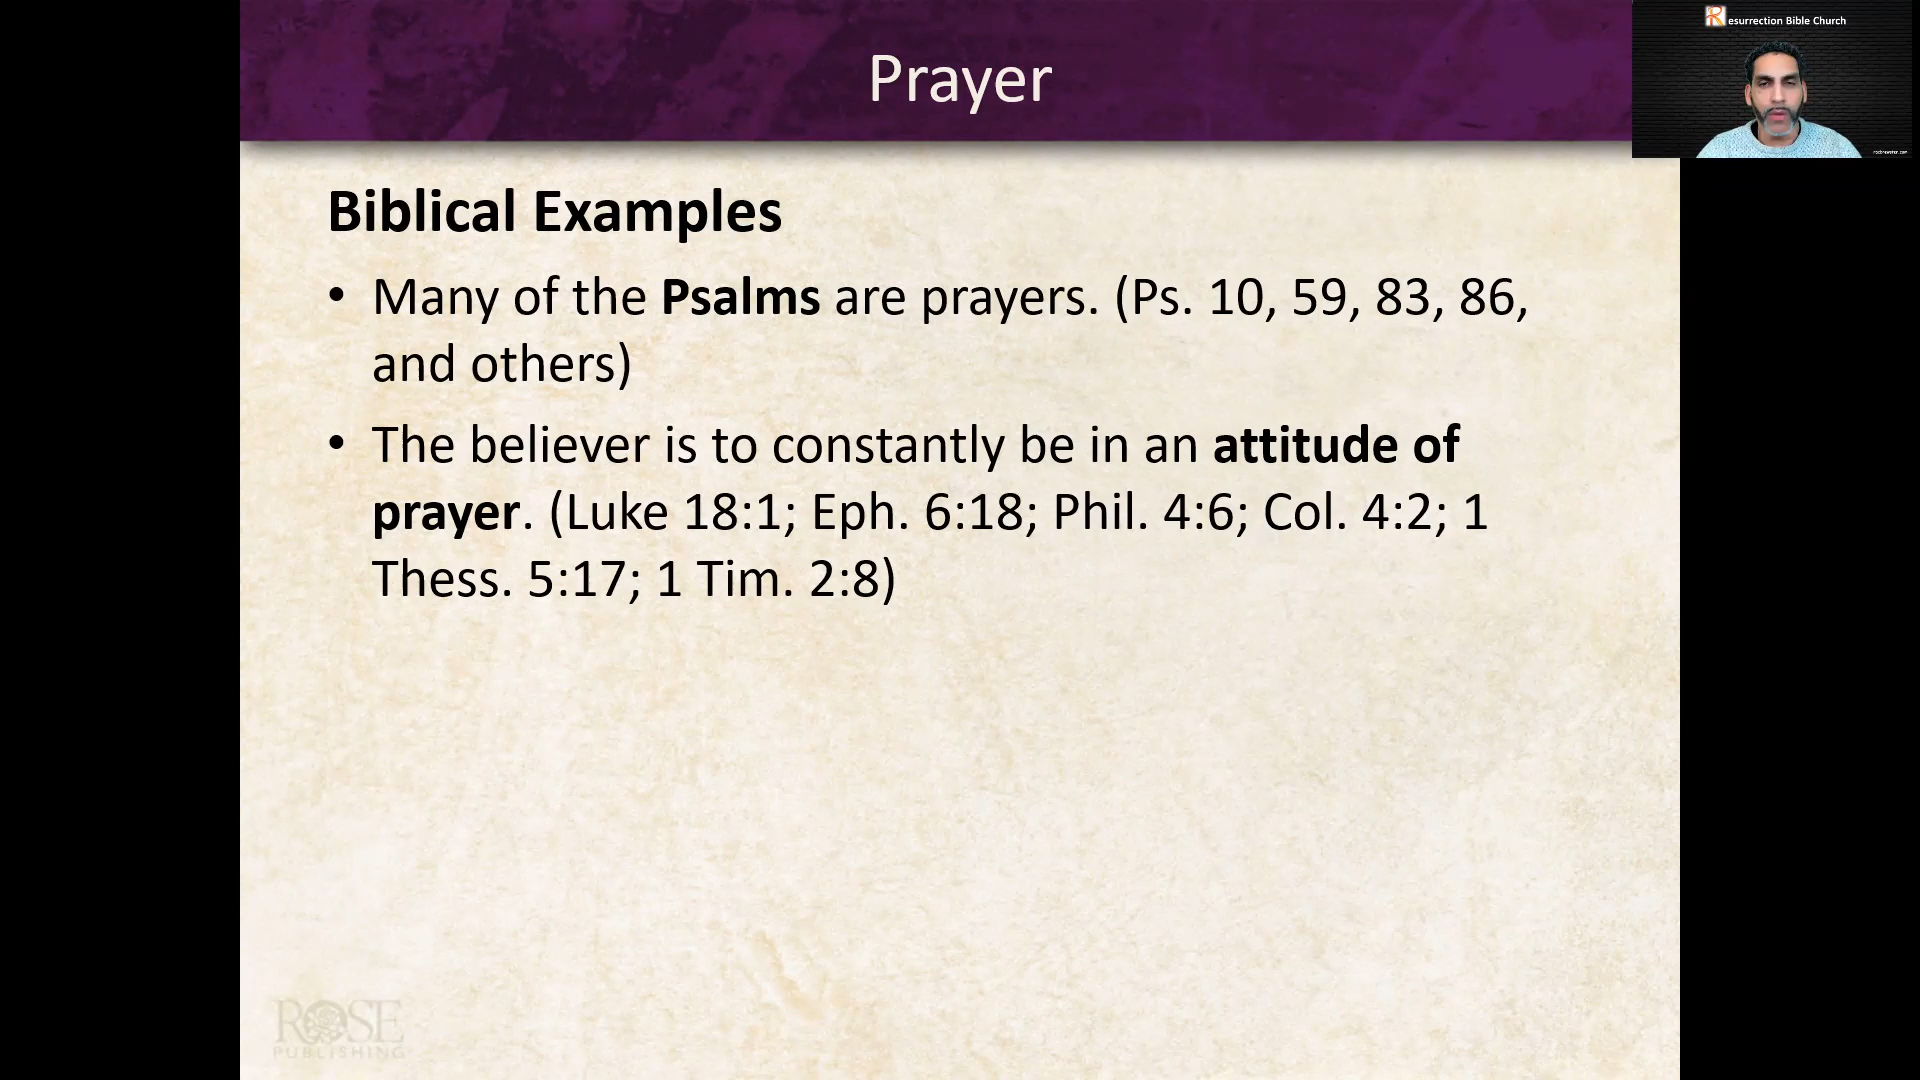 Prayer
Resurrection Bible Church
Biblical Examples
• Many of the Psalms are prayers. (Ps. 10, 59, 83, 86,
and others)
• The believer is to constantly be in an attitude of
prayer. (Luke 18:1; Eph. 6:18; Phil. 4:6; Col. 4:2; 1
Thess. 5:17; 1 Tim. 2:8)
ROSE
PUBLISHING